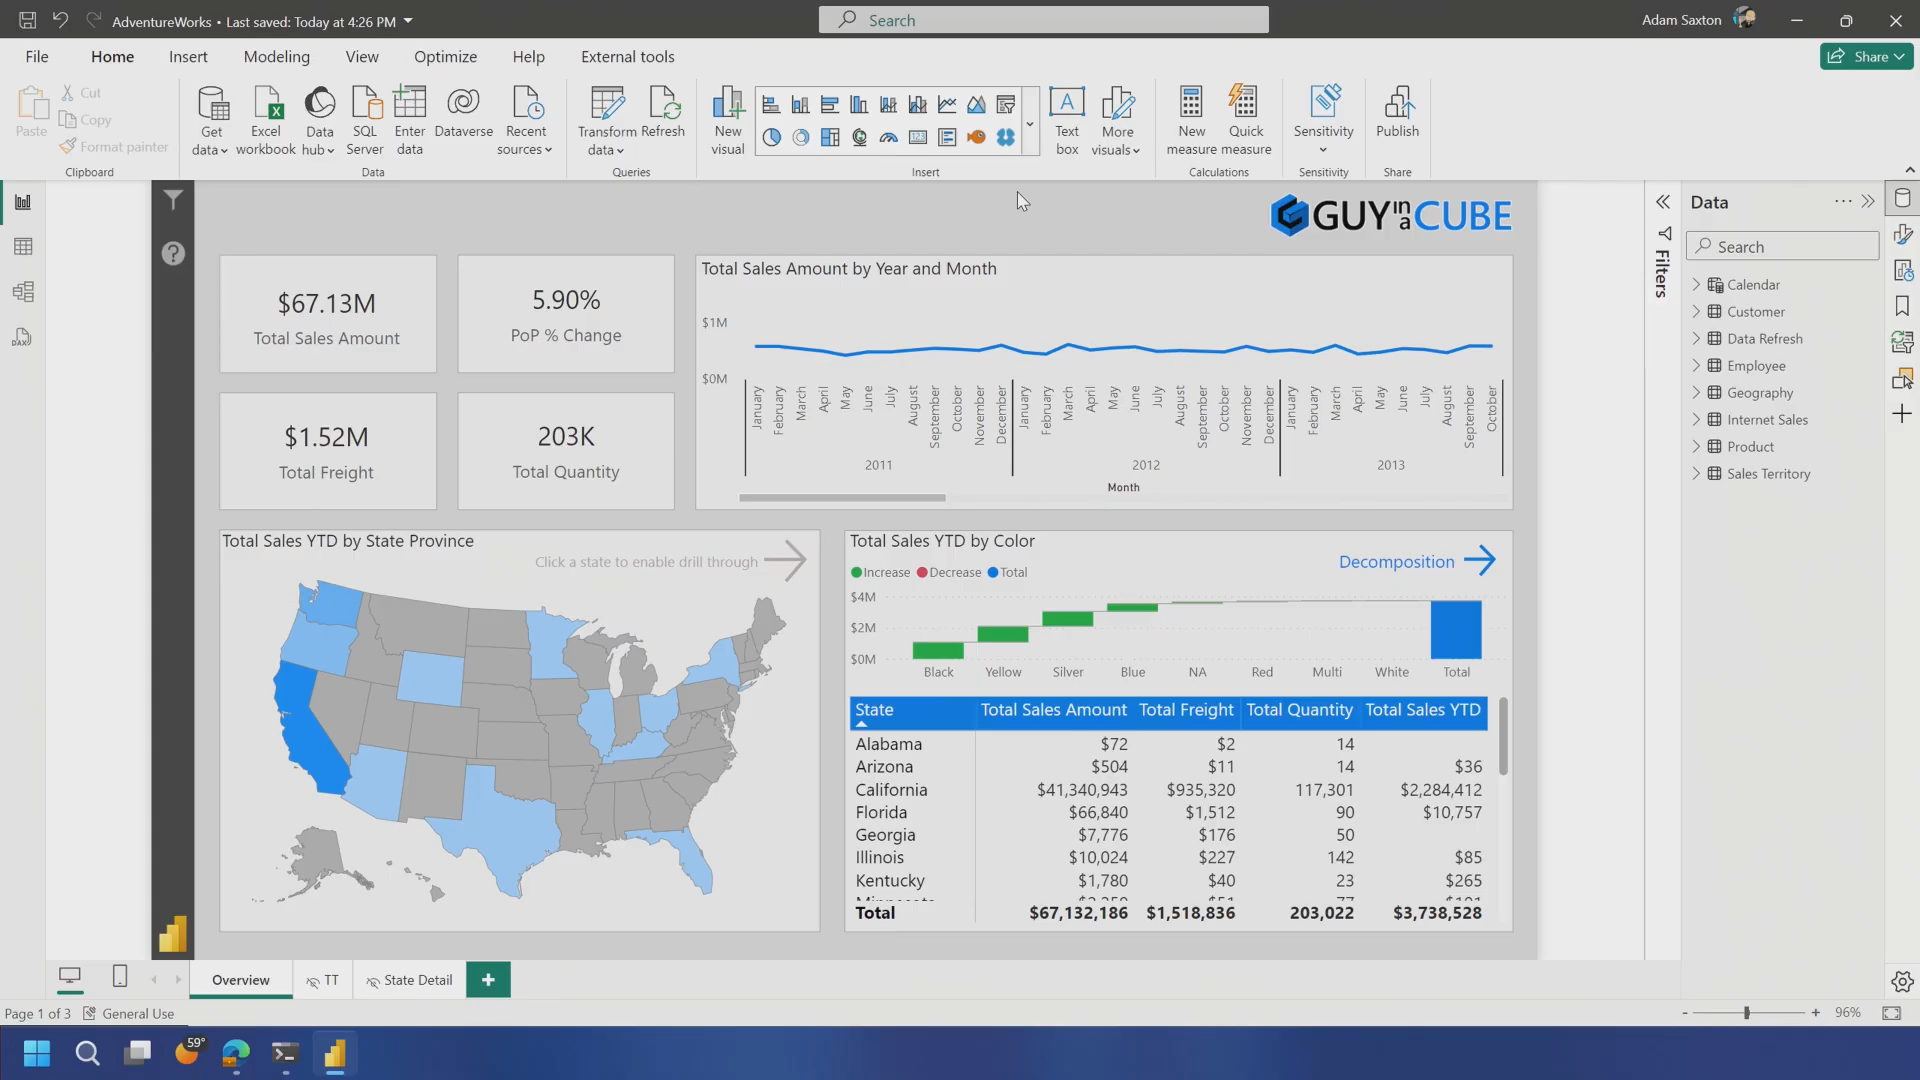 AdventureWorks • Last saved: Today at 4:26 PM
Search
Adam Saxton
File
Home
Insert
Modeling
View
Optimize
Help
External tools
Share
Paste
Cut
Copy
Format painter
Clipboard
Get data
Excel workbook
Data hub
SQL Server
Enter data
Dataverse
Recent sources
Data
Transform data
Refresh
Queries
New visual
Text box
More visuals
Insert
New measure
Quick measure
Calculations
Sensitivity
Sensitivity
Publish
Share
DAX
GUY in a CUBE
$67.13M
Total Sales Amount
5.90%
PoP % Change
$1.52M
Total Freight
203K
Total Quantity
Total Sales Amount by Year and Month
$1M
$0M
January February March April May June July August September October November December January February March April May June July August September October November December January February March April May June July August September October
2011 2012 2013
Month
Total Sales YTD by State Province
Click a state to enable drill through
Total Sales YTD by Color
Decomposition
Increase Decrease Total
$4M
$2M
$0M
Black Yellow Silver Blue NA Red Multi White Total
State Total Sales Amount Total Freight Total Quantity Total Sales YTD
Alabama $72 $2 14
Arizona $504 $11 14 $36
California $41,340,943 $935,320 117,301 $2,284,412
Florida $66,840 $1,512 90 $10,757
Georgia $7,776 $176 50
Illinois $10,024 $227 142 $85
Kentucky $1,780 $40 23 $265
Total $67,132,186 $1,518,836 203,022 $3,738,528
Filters
Data
Search
Calendar
Customer
Data Refresh
Employee
Geography
Internet Sales
Product
Sales Territory
Overview
TT
State Detail
+
Page 1 of 3
General Use
- + 96%
59°